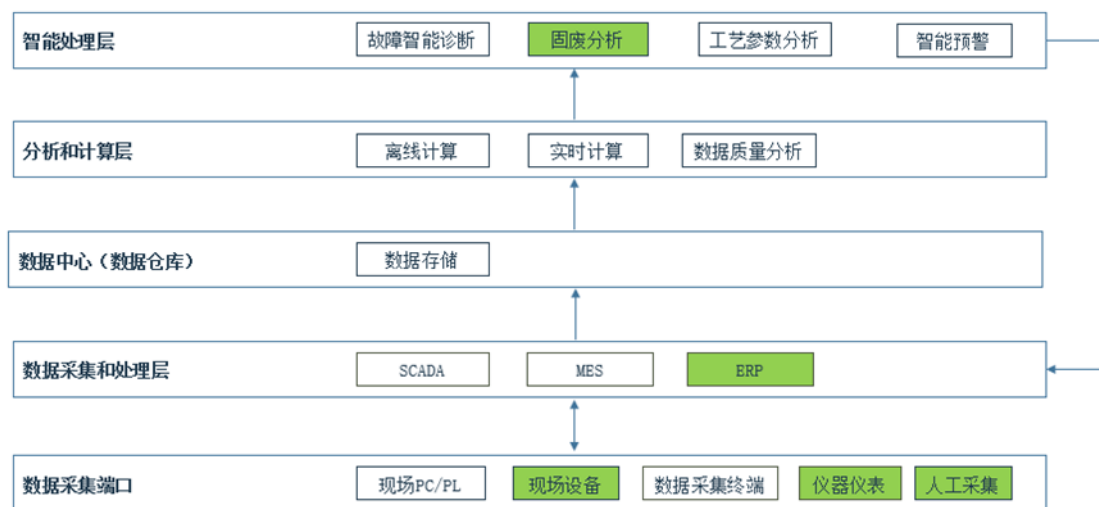 智能处理层 故障智能诊断 固废分析 工艺参数分析 智能预警
分析和计算层 离线计算 实时计算 数据质量分析
数据中心（数据仓库） 数据存储
数据采集和处理层 SCADA MES ERP
数据采集端口 现场PC/PL 现场设备 数据采集终端 仪器仪表 人工采集